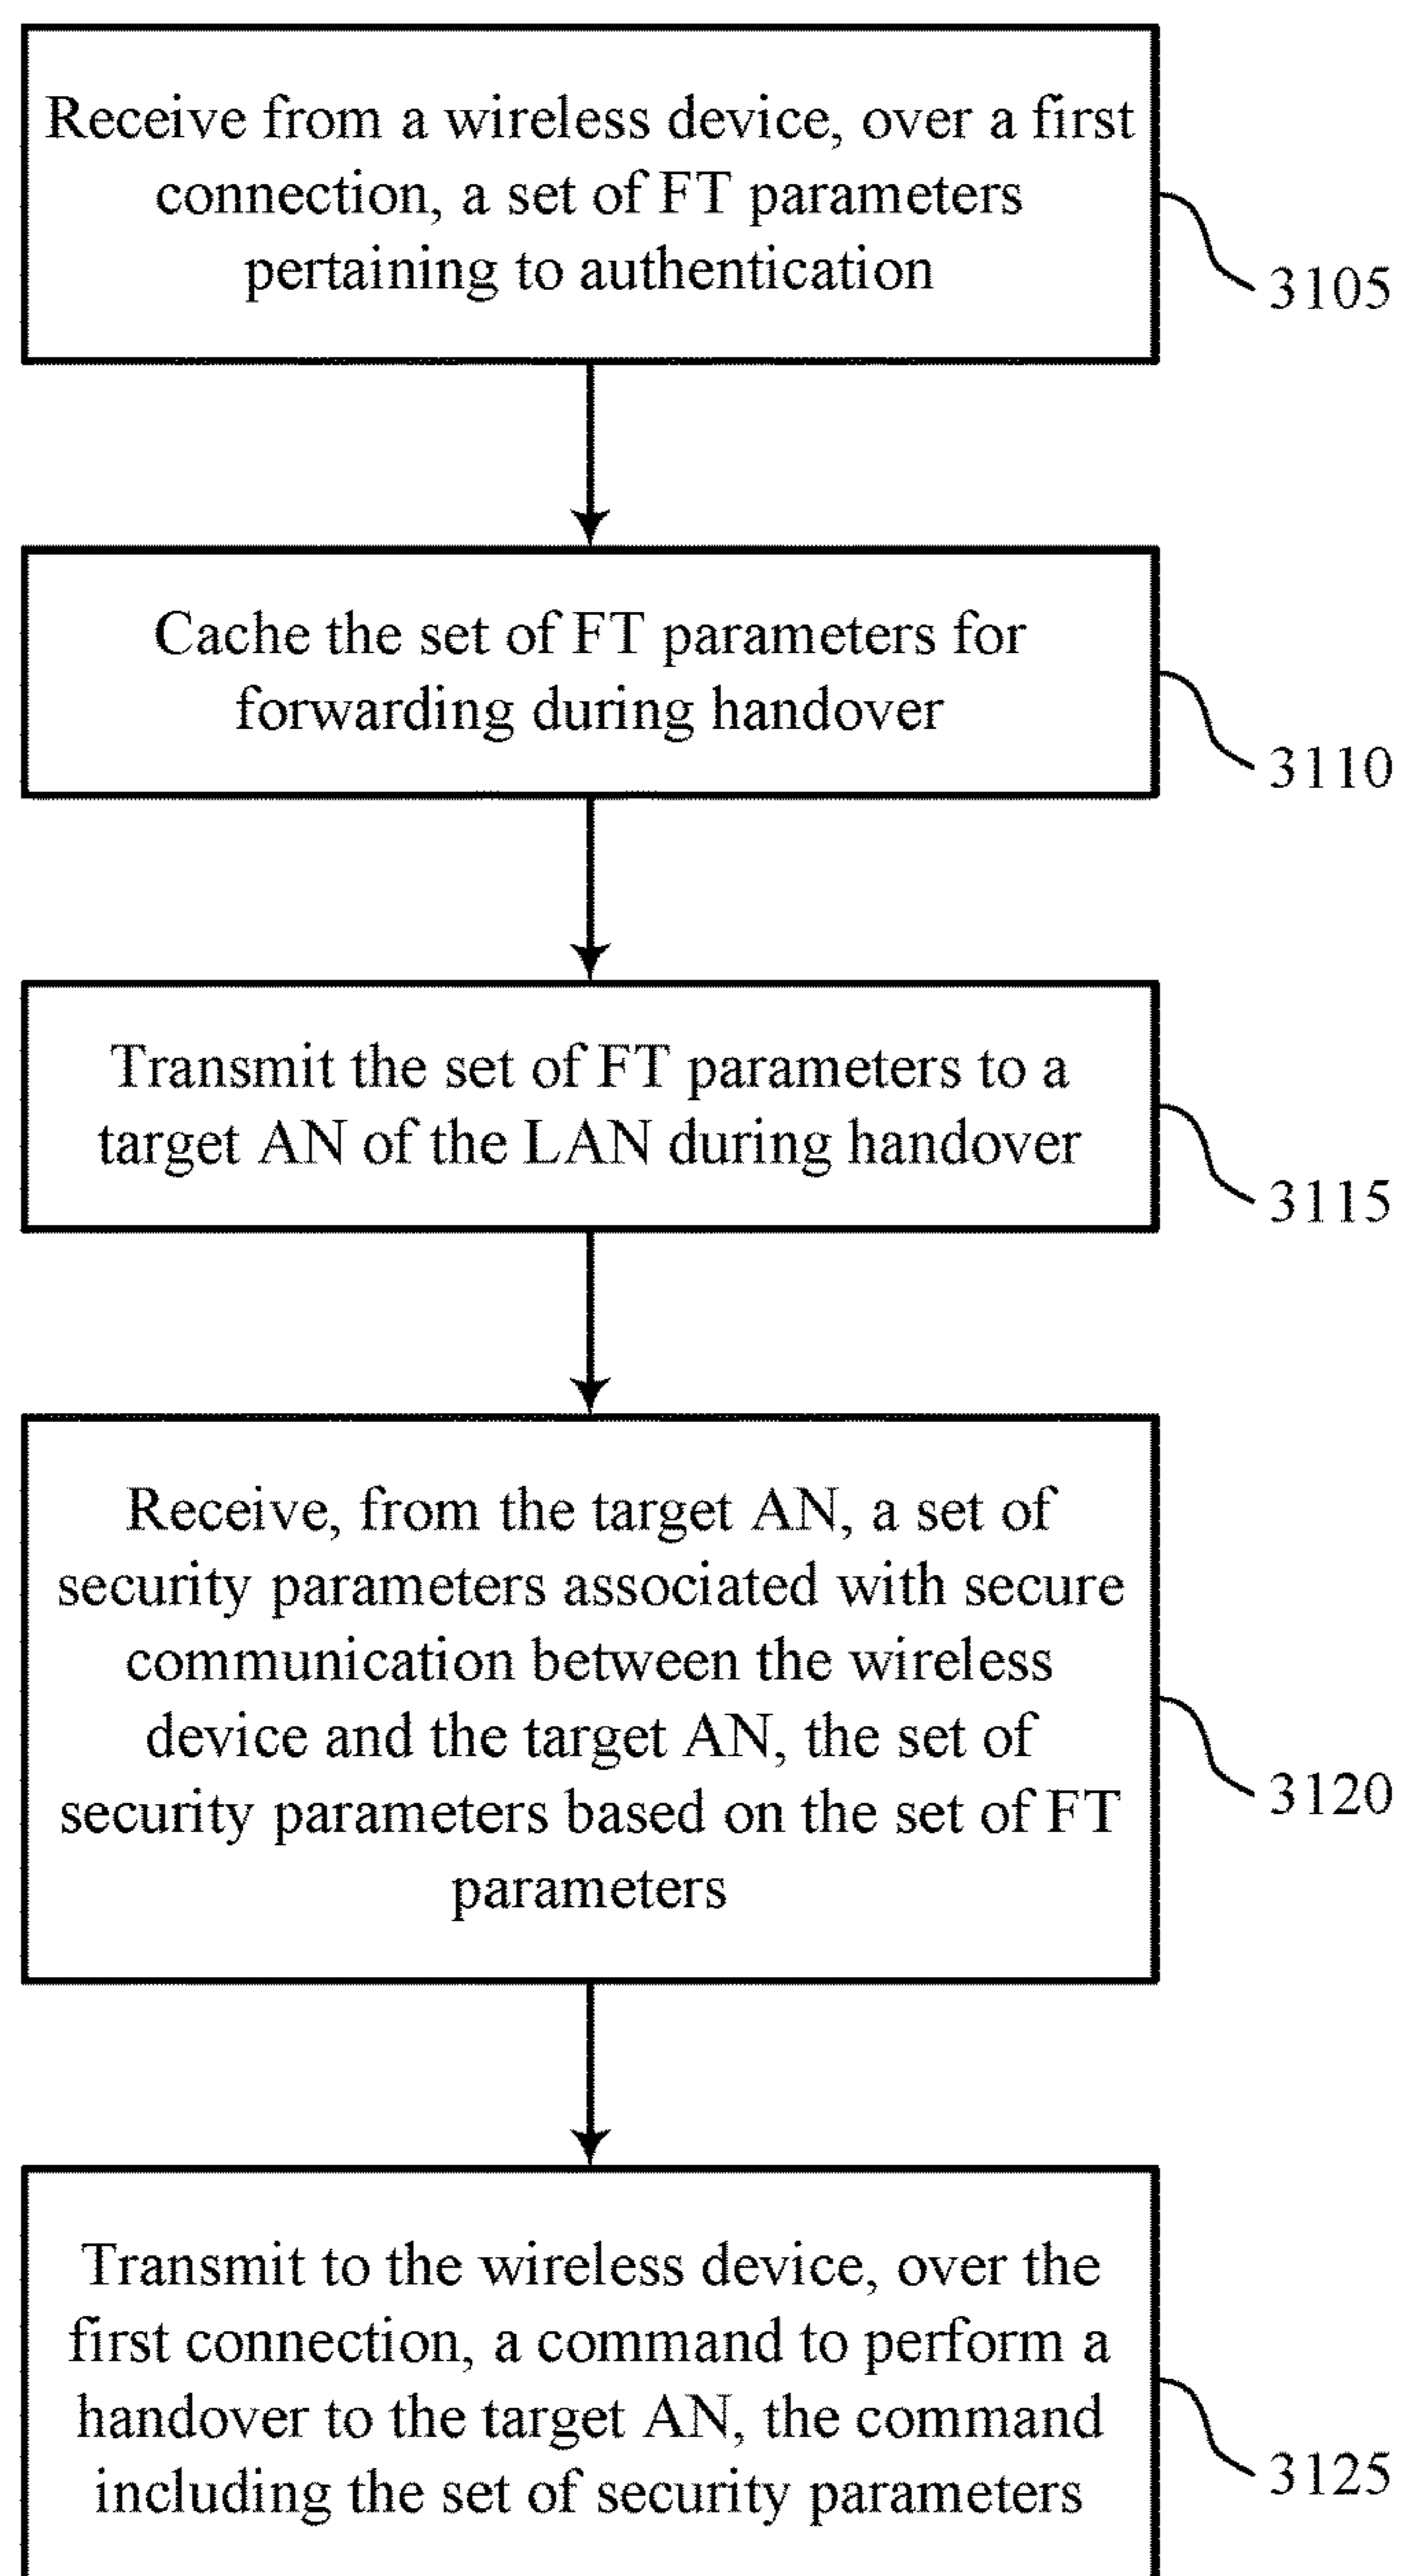 Receive from a wireless device, over a first
connection, a set of FT parameters
pertaining to authentication
3105
Cache the set of FT parameters for
forwarding during handover
3110
Transmit the set of FT parameters to a
target AN of the LAN during handover
3115
Receive, from the target AN, a set of
security parameters associated with secure
communication between the wireless
device and the target AN, the set of
security parameters based on the set of FT
parameters
3120
Transmit to the wireless device, over the
first connection, a command to perform a
handover to the target AN, the command
including the set of security parameters
3125